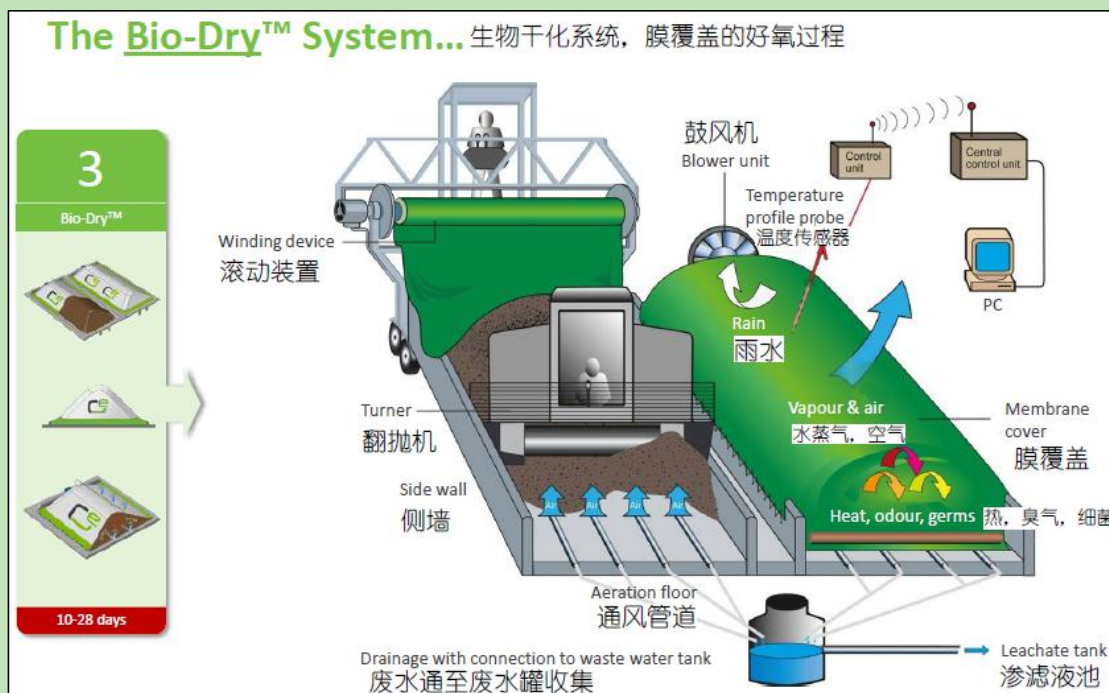 The Bio-Dry™ System... 生物干化系统，膜覆盖的好氧过程
3
Bio-Dry™
Ce
Ce
Ce
Ce
10-28 days
鼓风机
Blower unit
Control
unit
Central
control unit
Temperature
profile probe
温度传感器
PC
Winding device
滚动装置
Rain
雨水
Turner
翻抛机
Vapour & air
水蒸气，空气
Membrane
cover
膜覆盖
Side wall
侧墙
Air
Air
Air
Air
Heat, odour, germs 热，臭气，细菌
Aeration floor
通风管道
Drainage with connection to waste water tank
废水通至废水罐收集
Leachate tank
渗滤液池